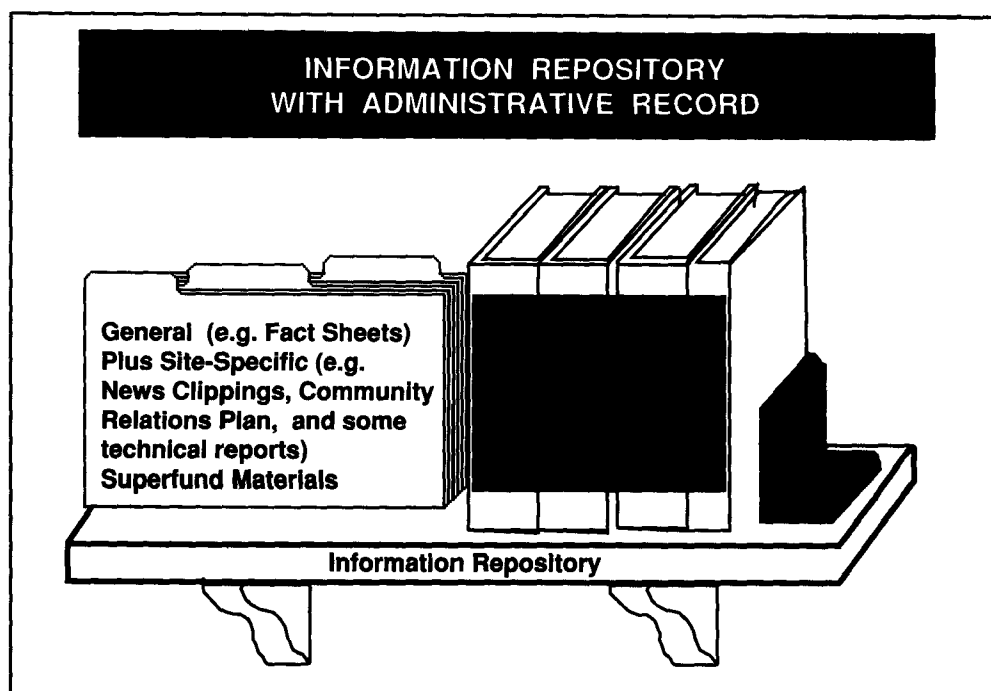 INFORMATION REPOSITORY
WITH ADMINISTRATIVE RECORD
General (e.g. Fact Sheets)
Plus Site-Specific (e.g.
News Clippings, Community
Relations Plan, and some
technical reports)
Superfund Materials
Information Repository